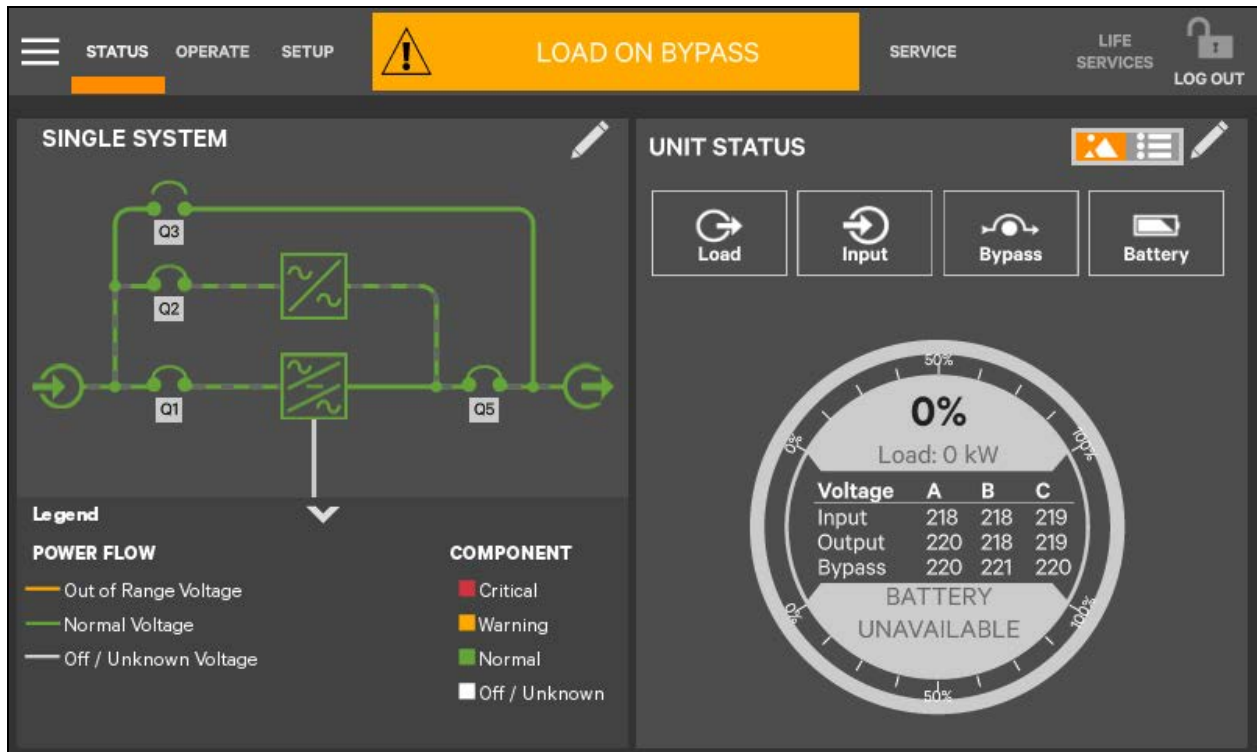 STATUS OPERATE SETUP LOAD ON BYPASS SERVICE LIFE SERVICES LOG OUT
SINGLE SYSTEM
Q3
Q2
Q1
Q5
Legend
POWER FLOW
Out of Range Voltage
Normal Voltage
Off / Unknown Voltage
COMPONENT
Critical
Warning
Normal
Off / Unknown
UNIT STATUS
Load Input Bypass Battery
50%
0% 100%
0%
Load: 0 kW
Voltage A B C
Input 218 218 219
Output 220 218 219
Bypass 220 221 220
BATTERY
UNAVAILABLE
0% 100%
50%